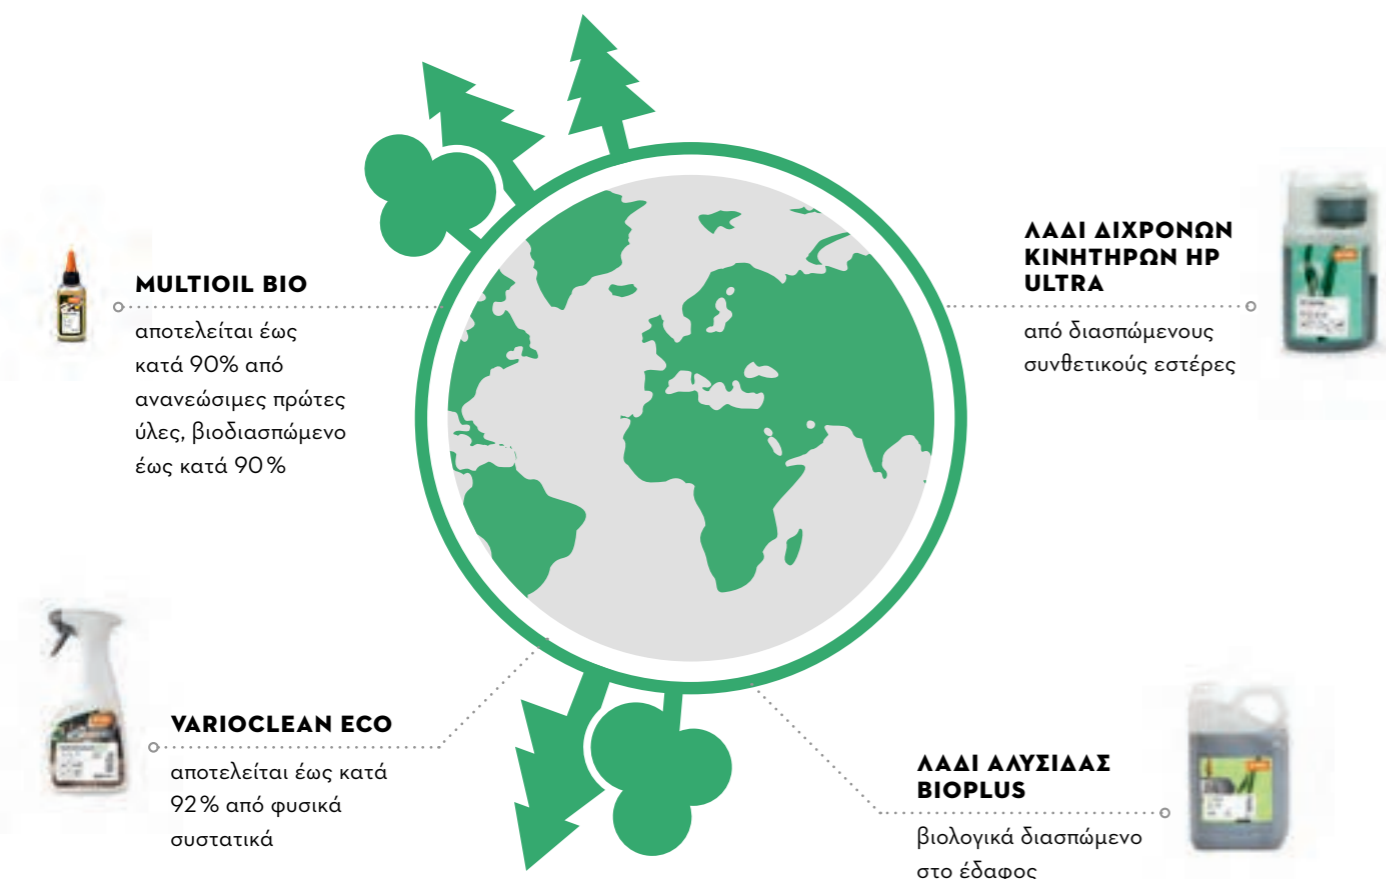 MULTIOIL BIO
αποτελείται έως
κατά 90% από
ανανεώσιμες πρώτες
ύλες, βιοδιασπώμενο
έως κατά 90%
ΛΑΔΙ ΔΙΧΡΟΝΩΝ
ΚΙΝΗΤΗΡΩΝ HP
ULTRA
από διασπώμενους
συνθετικούς εστέρες
VARIOCLEAN ECO
αποτελείται έως κατά
92% από φυσικά
συστατικά
ΛΑΔΙ ΑΛΥΣΙΔΑΣ
BIOPLUS
βιολογικά διασπώμενο
στο έδαφος